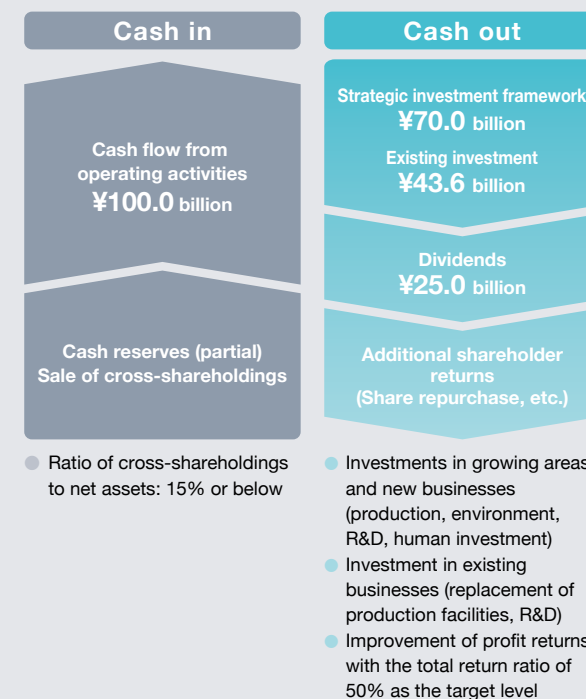 Cash in
Cash flow from
operating activities
¥100.0 billion
Cash reserves (partial)
Sale of cross-shareholdings
Ratio of cross-shareholdings
to net assets: 15% or below
Cash out
Strategic investment framework
¥70.0 billion
Existing investment
¥43.6 billion
Dividends
¥25.0 billion
Additional shareholder
returns
(Share repurchase, etc.)
Investments in growing areas
and new businesses
(production, environment,
R&D, human investment)
Investment in existing
businesses (replacement of
production facilities, R&D)
Improvement of profit returns
with the total return ratio of
50% as the target level